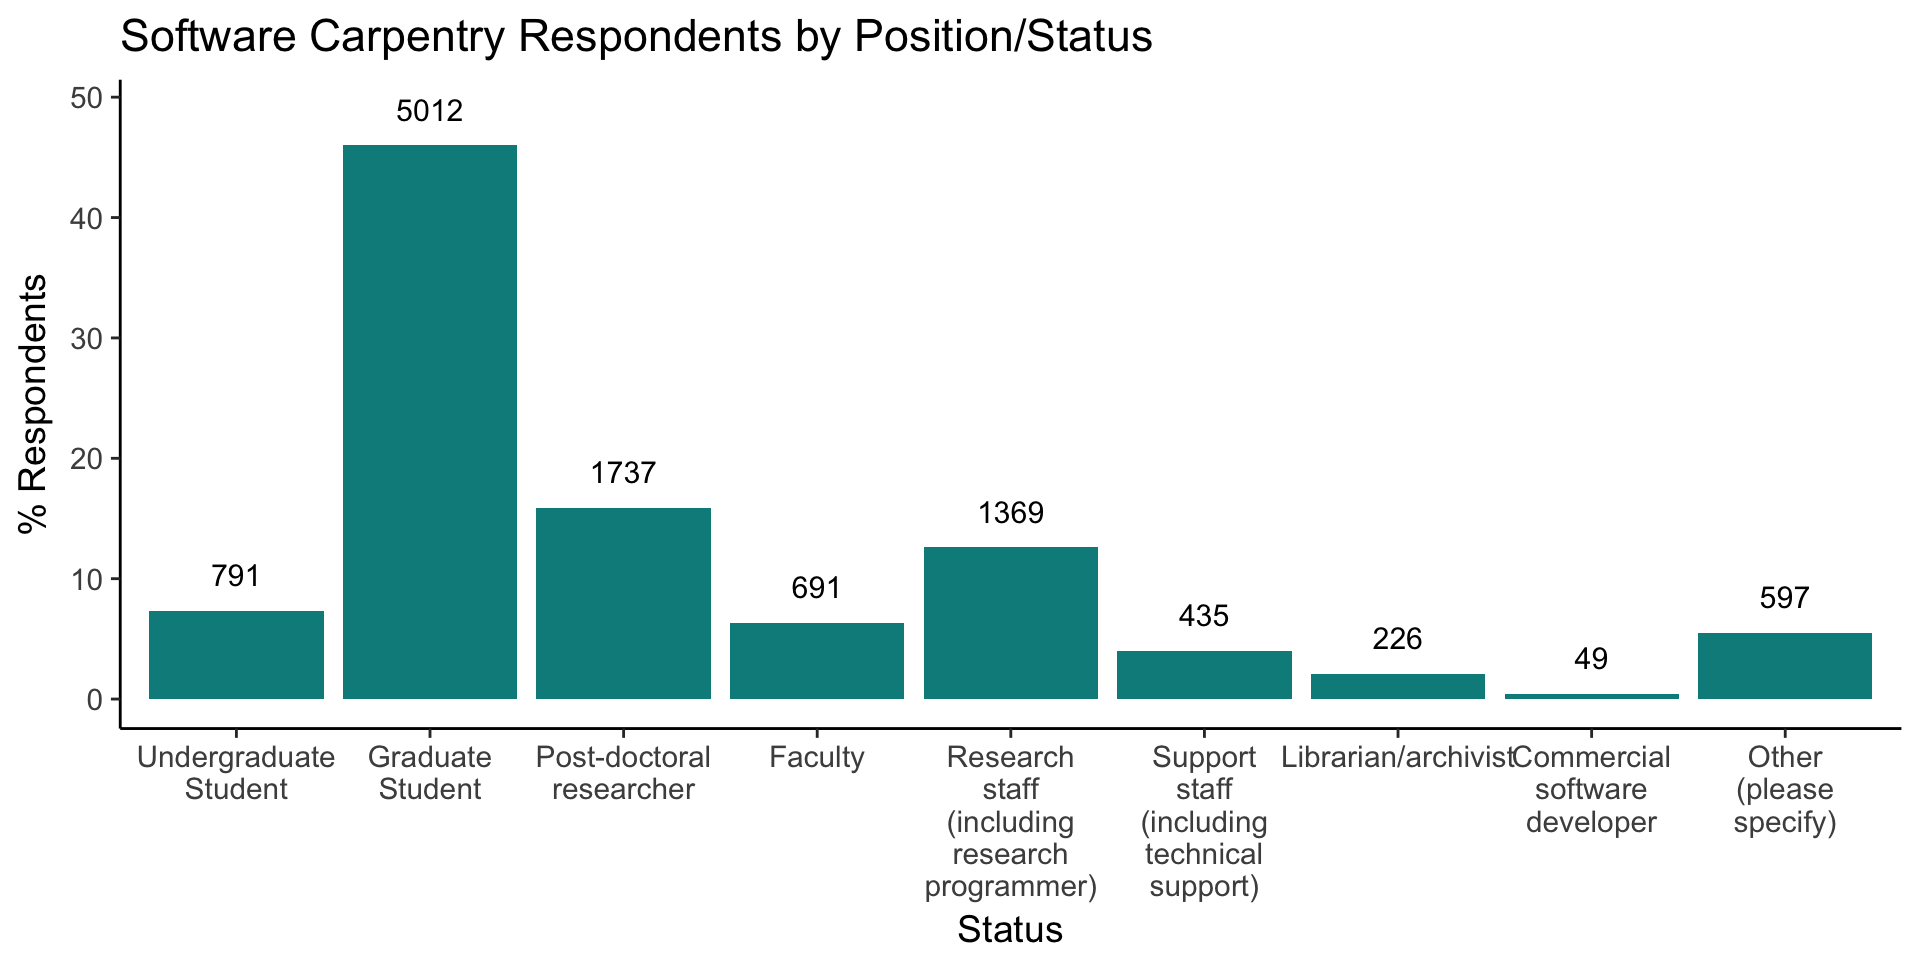 Software Carpentry Respondents by Position/Status
% Respondents
50
40
30
20
10
0
791
5012
1737
691
1369
435
226
49
597
Undergraduate
Student
Graduate
Student
Post-doctoral
researcher
Faculty
Research
staff
(including
research
programmer)
Support
staff
(including
technical
support)
Librarian/archivist
Commercial
software
developer
Other
(please
specify)
Status